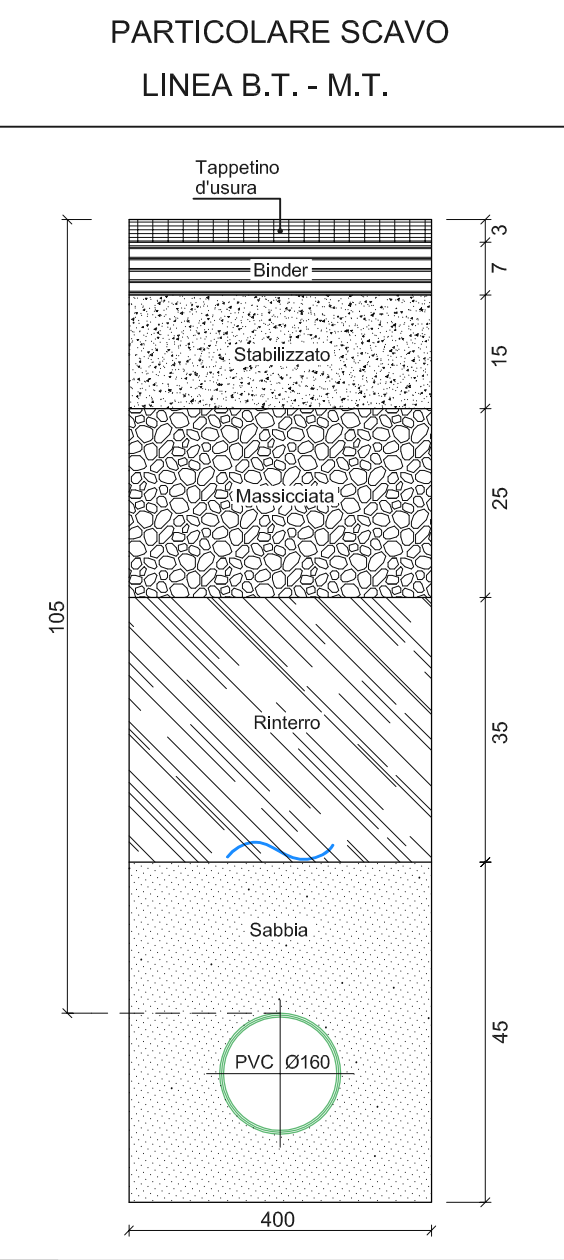 PARTICOLARE SCAVO
LINEA B.T. - M.T.
Tappetino
d'usura
3
Binder
7
Stabilizzato
15
Massicciata
25
105
Rinterro
35
Sabbia
45
PVC Ø160
400